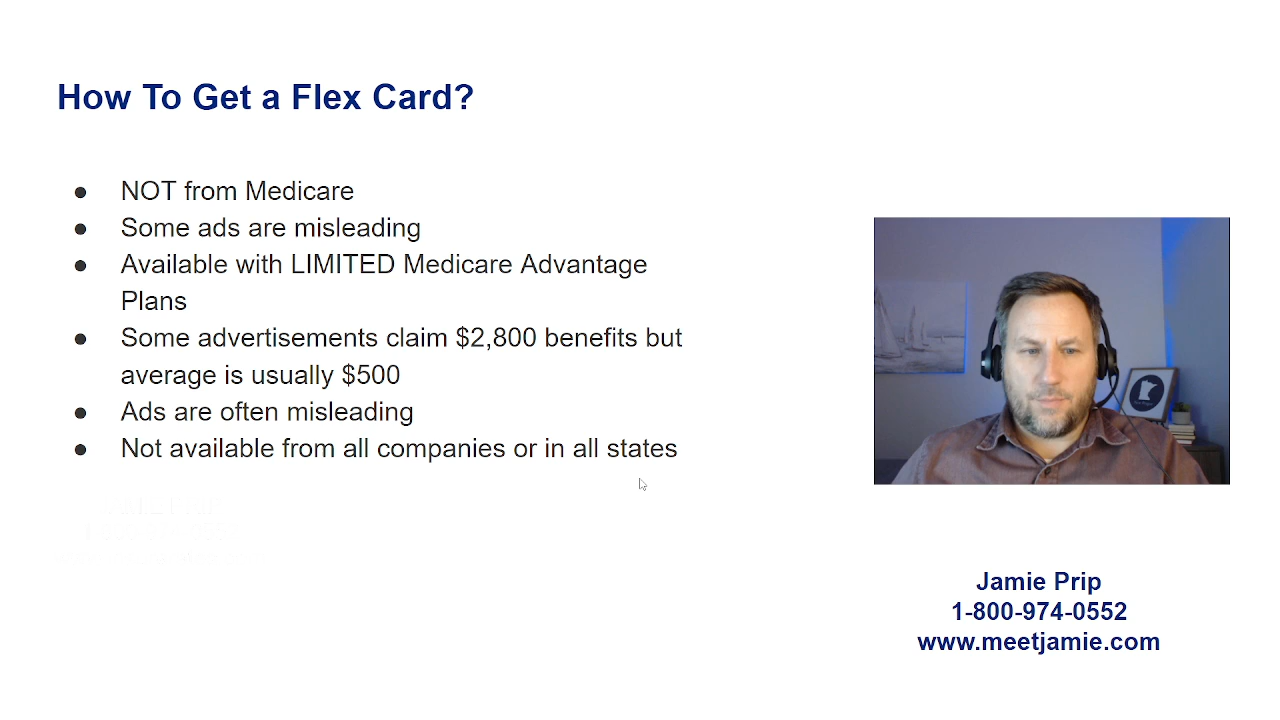 How To Get a Flex Card?
● NOT from Medicare
● Some ads are misleading
● Available with LIMITED Medicare Advantage
Plans
● Some advertisements claim $2,800 benefits but
average is usually $500
● Ads are often misleading
● Not available from all companies or in all states
Jamie Prip
1-800-974-0552
www.meetjamie.com